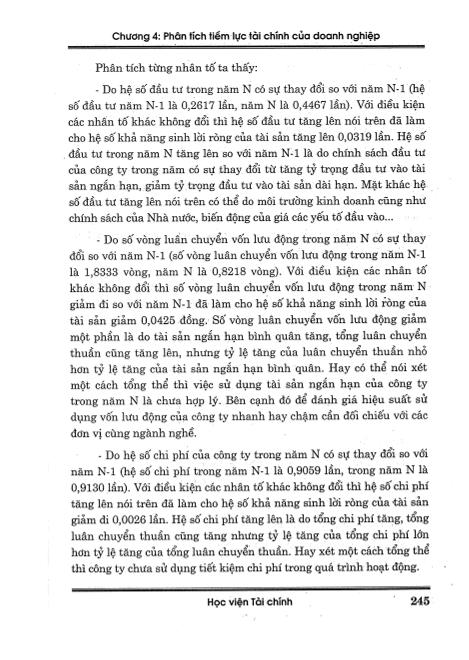 Chương 4: Phân tích tiềm lực tài chính của doanh nghiệp
Phân tích từng nhân tố ta thấy:
- Do hệ số đầu tư trong năm N có sự thay đổi so với năm N-1 (hệ
số đầu tư năm N-1 là 0,2617 lần, năm N là 0,4467 lần). Với điều kiện
các nhân tố khác không đổi thì hệ số đầu tư tăng lên nói trên đã làm
cho hệ số khả năng sinh lời ròng của tài sản tăng lên 0,0319 lần. Hệ số
đầu tư trong năm N tăng lên so với năm N-1 là do chính sách đầu tư
của công ty trong năm có sự thay đổi từ tăng tỷ trọng đầu tư vào tài
sản ngắn hạn, giảm tỷ trọng đầu tư vào tài sản dài hạn. Mặt khác hệ
số đầu tư tăng lên nói trên có thể do môi trường kinh doanh cũng như
chính sách của Nhà nước, biến động của giá các yếu tố đầu vào...
- Do số vòng luân chuyển vốn lưu động trong năm N có sự thay
đổi so với năm N-1 (số vòng luân chuyển vốn lưu động trong năm N-1
là 1,8333 vòng, năm N là 0,8218 vòng). Với điều kiện các nhân tố
khác không đổi thì số vòng luân chuyển vốn lưu động trong năm N
giảm đi so với năm N-1 đã làm cho hệ số khả năng sinh lời ròng của
tài sản giảm 0,0425 đồng. Số vòng luân chuyển vốn lưu động giảm
một phần là do tài sản ngắn hạn bình quân tăng, tổng luân chuyển
thuần cũng tăng lên, nhưng tỷ lệ tăng của luân chuyển thuần nhỏ
hơn tỷ lệ tăng của tài sản ngắn hạn bình quân. Hay có thể nói xét
một cách tổng thể thì việc sử dụng tài sản ngắn hạn của công ty
trong năm N là chưa hợp lý. Bên cạnh đó để đánh giá hiệu suất sử
dụng vốn lưu động của công ty nhanh hay chậm cần đối chiếu với các
đơn vị cùng ngành nghề.
- Do hệ số chi phí của công ty trong năm N có sự thay đổi so với
năm N-1 (hệ số chi phí trong năm N-1 là 0,9059 lần, trong năm N là
0,9130 lần). Với điều kiện các nhân tố khác không đổi thì hệ số chi phí
tăng lên nói trên đã làm cho hệ số khả năng sinh lời ròng của tài sản
giảm đi 0,0026 lần. Hệ số chi phí tăng lên là do tổng chi phí tăng, tổng
luân chuyển thuần cũng tăng nhưng tỷ lệ tăng của tổng chi phí lớn
hơn tỷ lệ tăng của tổng luân chuyển thuần. Hay xét một cách tổng thể
thì công ty chưa sử dụng tiết kiệm chi phí trong quá trình hoạt động.
Học viện Tài chính 245